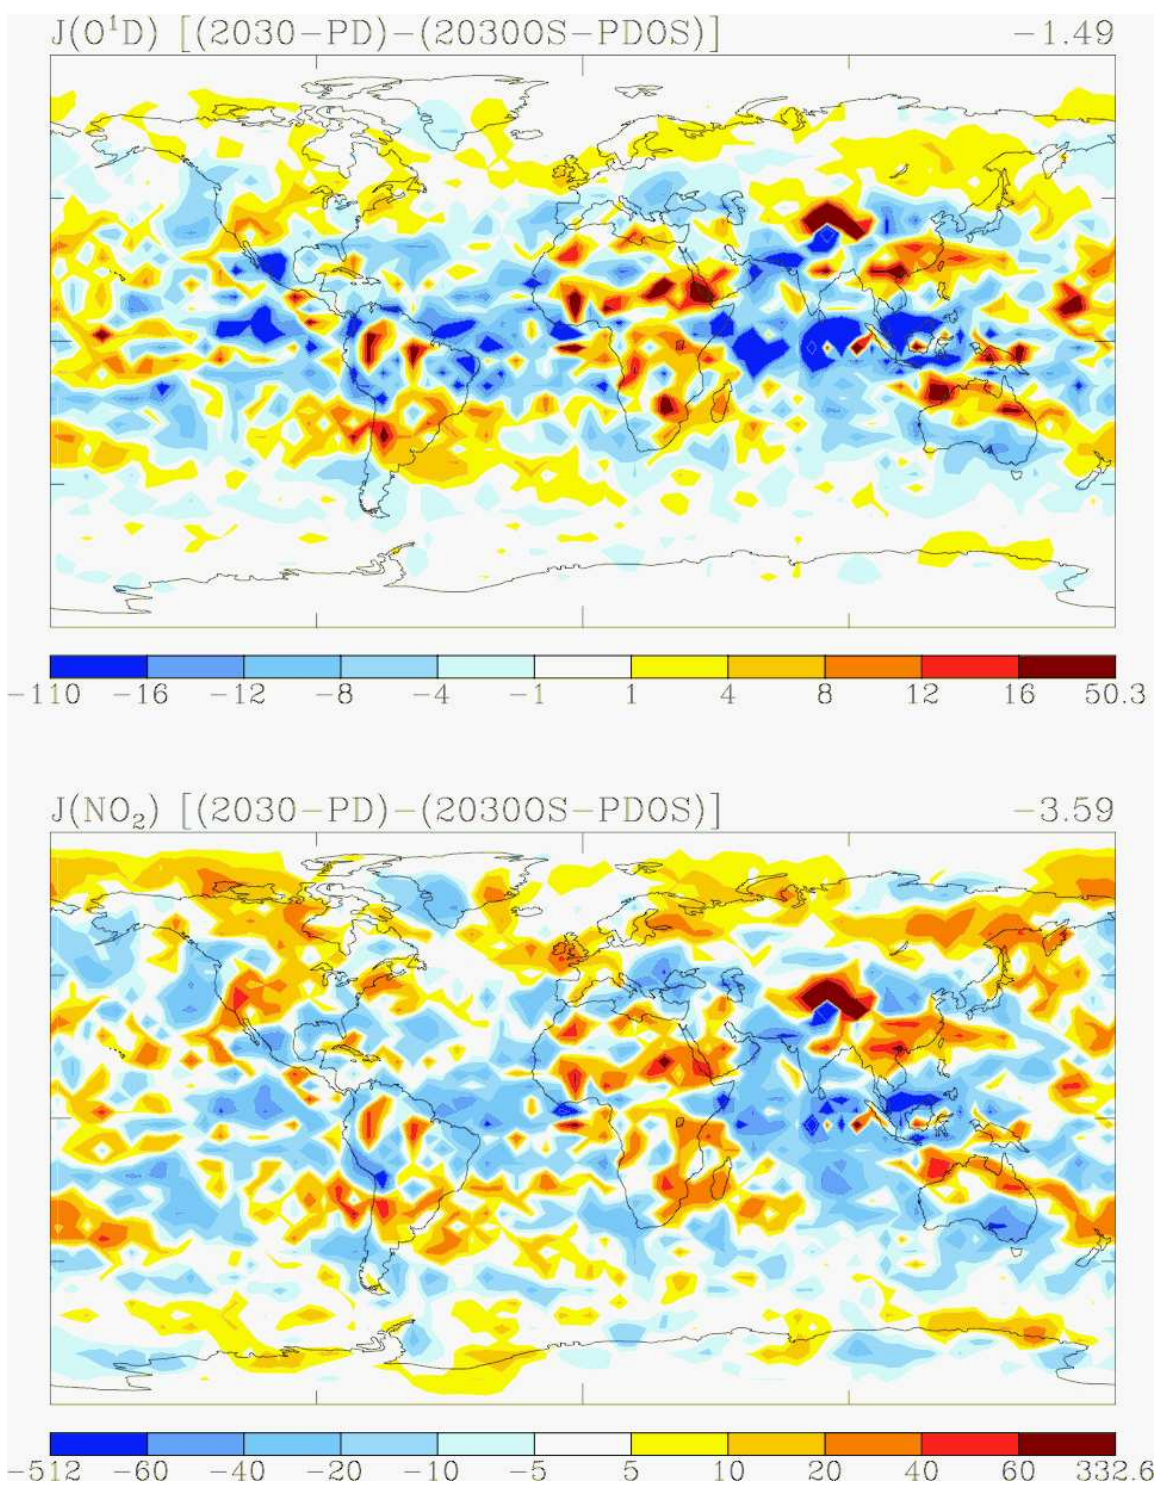 J(O¹D) [(2030−PD)−(2030OS−PDOS)] −1.49
−110 −16 −12 −8 −4 −1 1 4 8 12 16 50.3
J(NO₂) [(2030−PD)−(2030OS−PDOS)] −3.59
−512 −60 −40 −20 −10 −5 5 10 20 40 60 332.6